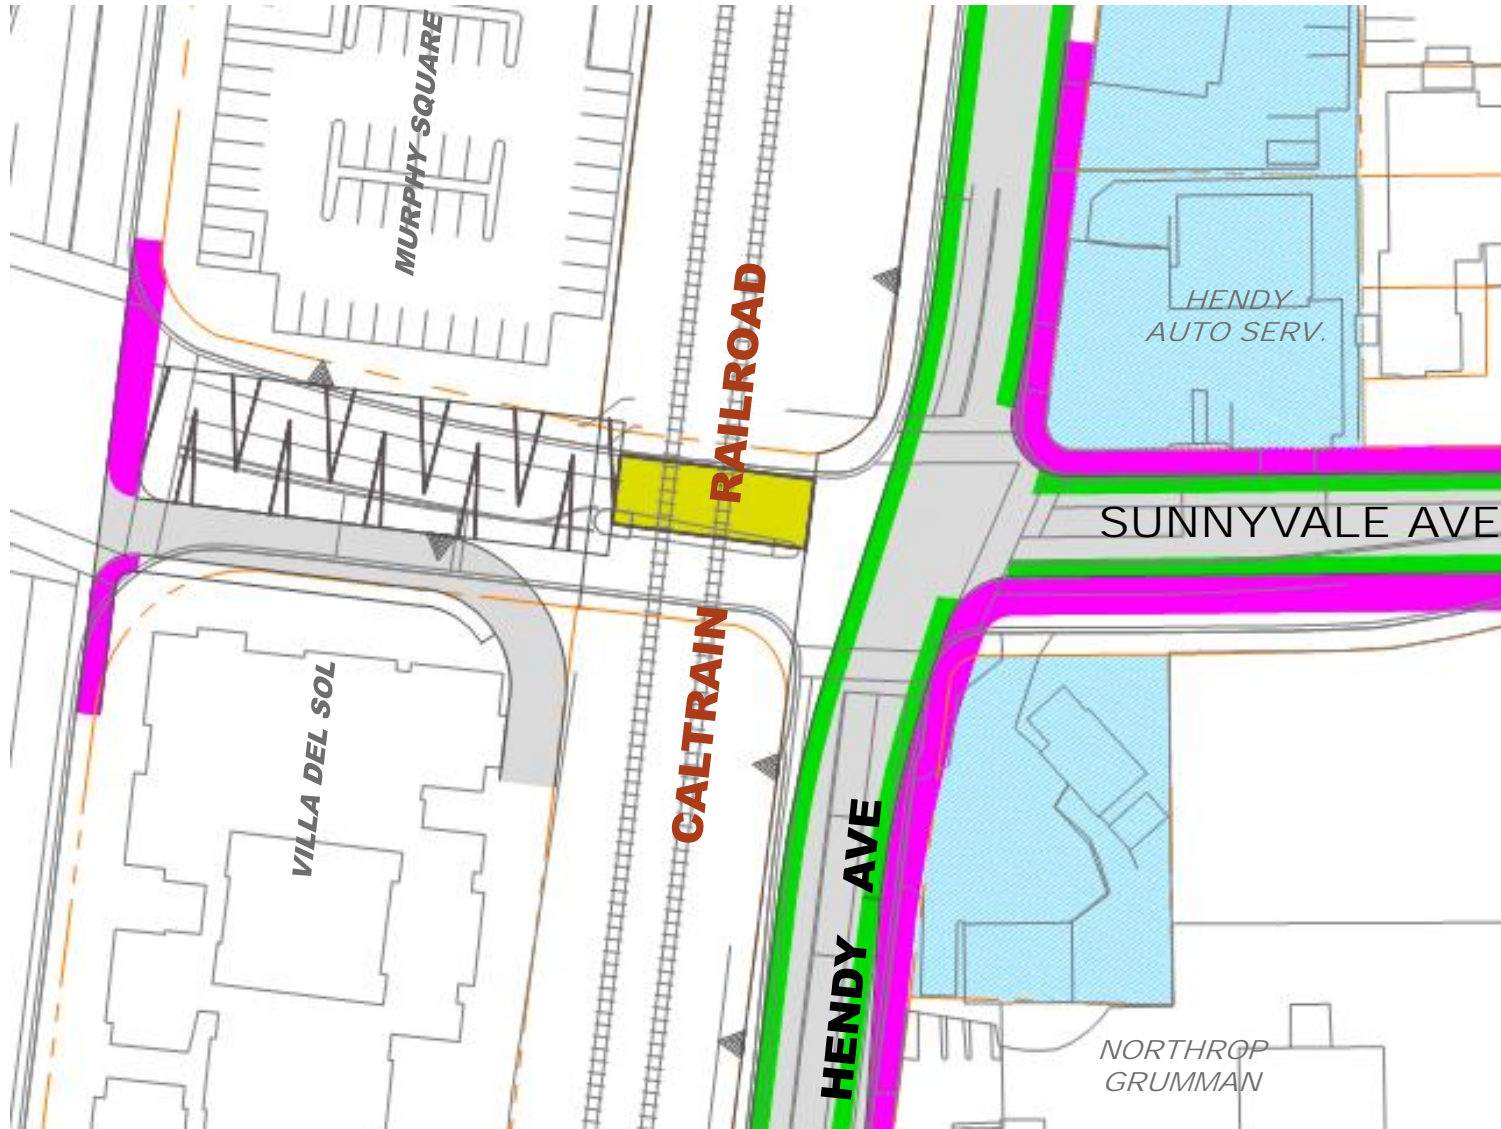 MURPHY SQUARE
CALTRAIN RAILROAD
HENDY
AUTO SERV.
SUNNYVALE AVE
VILLA DEL SOL
HENDY AVE
NORTHROP
GRUMMAN